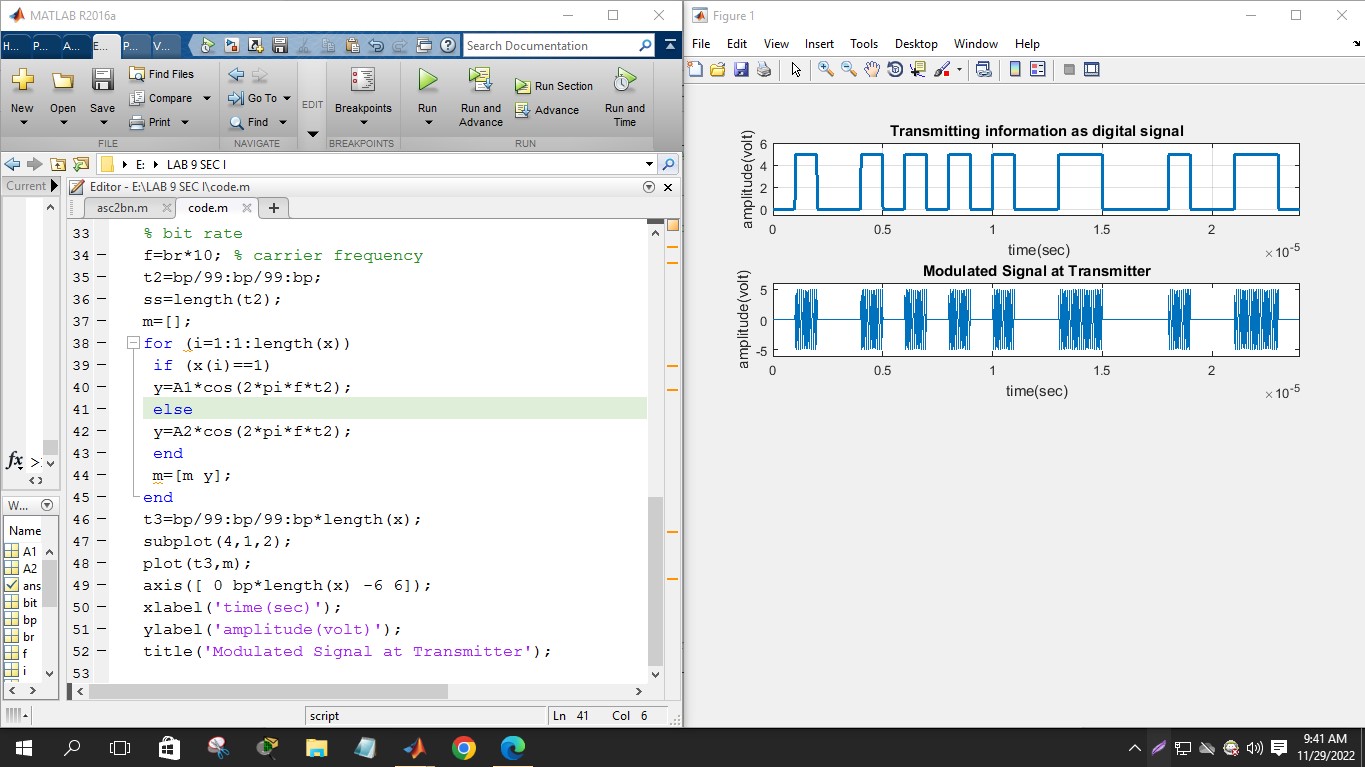 MATLAB R2016a
H... P... A... E... P... V...
Search Documentation
New
Open
Save
Find Files
Compare
Print
FILE
Go To
Find
NAVIGATE
EDIT
Breakpoints
BREAKPOINTS
Run
Run and Advance
Run Section
Advance
Run and Time
RUN
E: LAB 9 SEC I
Current
Editor - E:\LAB 9 SEC I\code.m
asc2bn.m code.m
33 % bit rate
34 – f=br*10; % carrier frequency
35 – t2=bp/99:bp/99:bp;
36 – ss=length(t2);
37 – m=[];
38 – for (i=1:1:length(x))
39 – if (x(i)==1)
40 – y=A1*cos(2*pi*f*t2);
41 – else
42 – y=A2*cos(2*pi*f*t2);
43 – end
44 – m=[m y];
45 – end
46 – t3=bp/99:bp/99:bp*length(x);
47 – subplot(4,1,2);
48 – plot(t3,m);
49 – axis([ 0 bp*length(x) -6 6]);
50 – xlabel('time(sec)');
51 – ylabel('amplitude(volt)');
52 – title('Modulated Signal at Transmitter');
53
fx >
W...
Name
A1
A2
ans
bit
bp
br
f
i
script
Ln 41 Col 6
Figure 1
File Edit View Insert Tools Desktop Window Help
Transmitting information as digital signal
amplitude(volt)
6
4
2
0
0 0.5 1 1.5 2
time(sec)
×10-5
Modulated Signal at Transmitter
amplitude(volt)
5
0
-5
0 0.5 1 1.5 2
time(sec)
×10-5
9:41 AM
11/29/2022